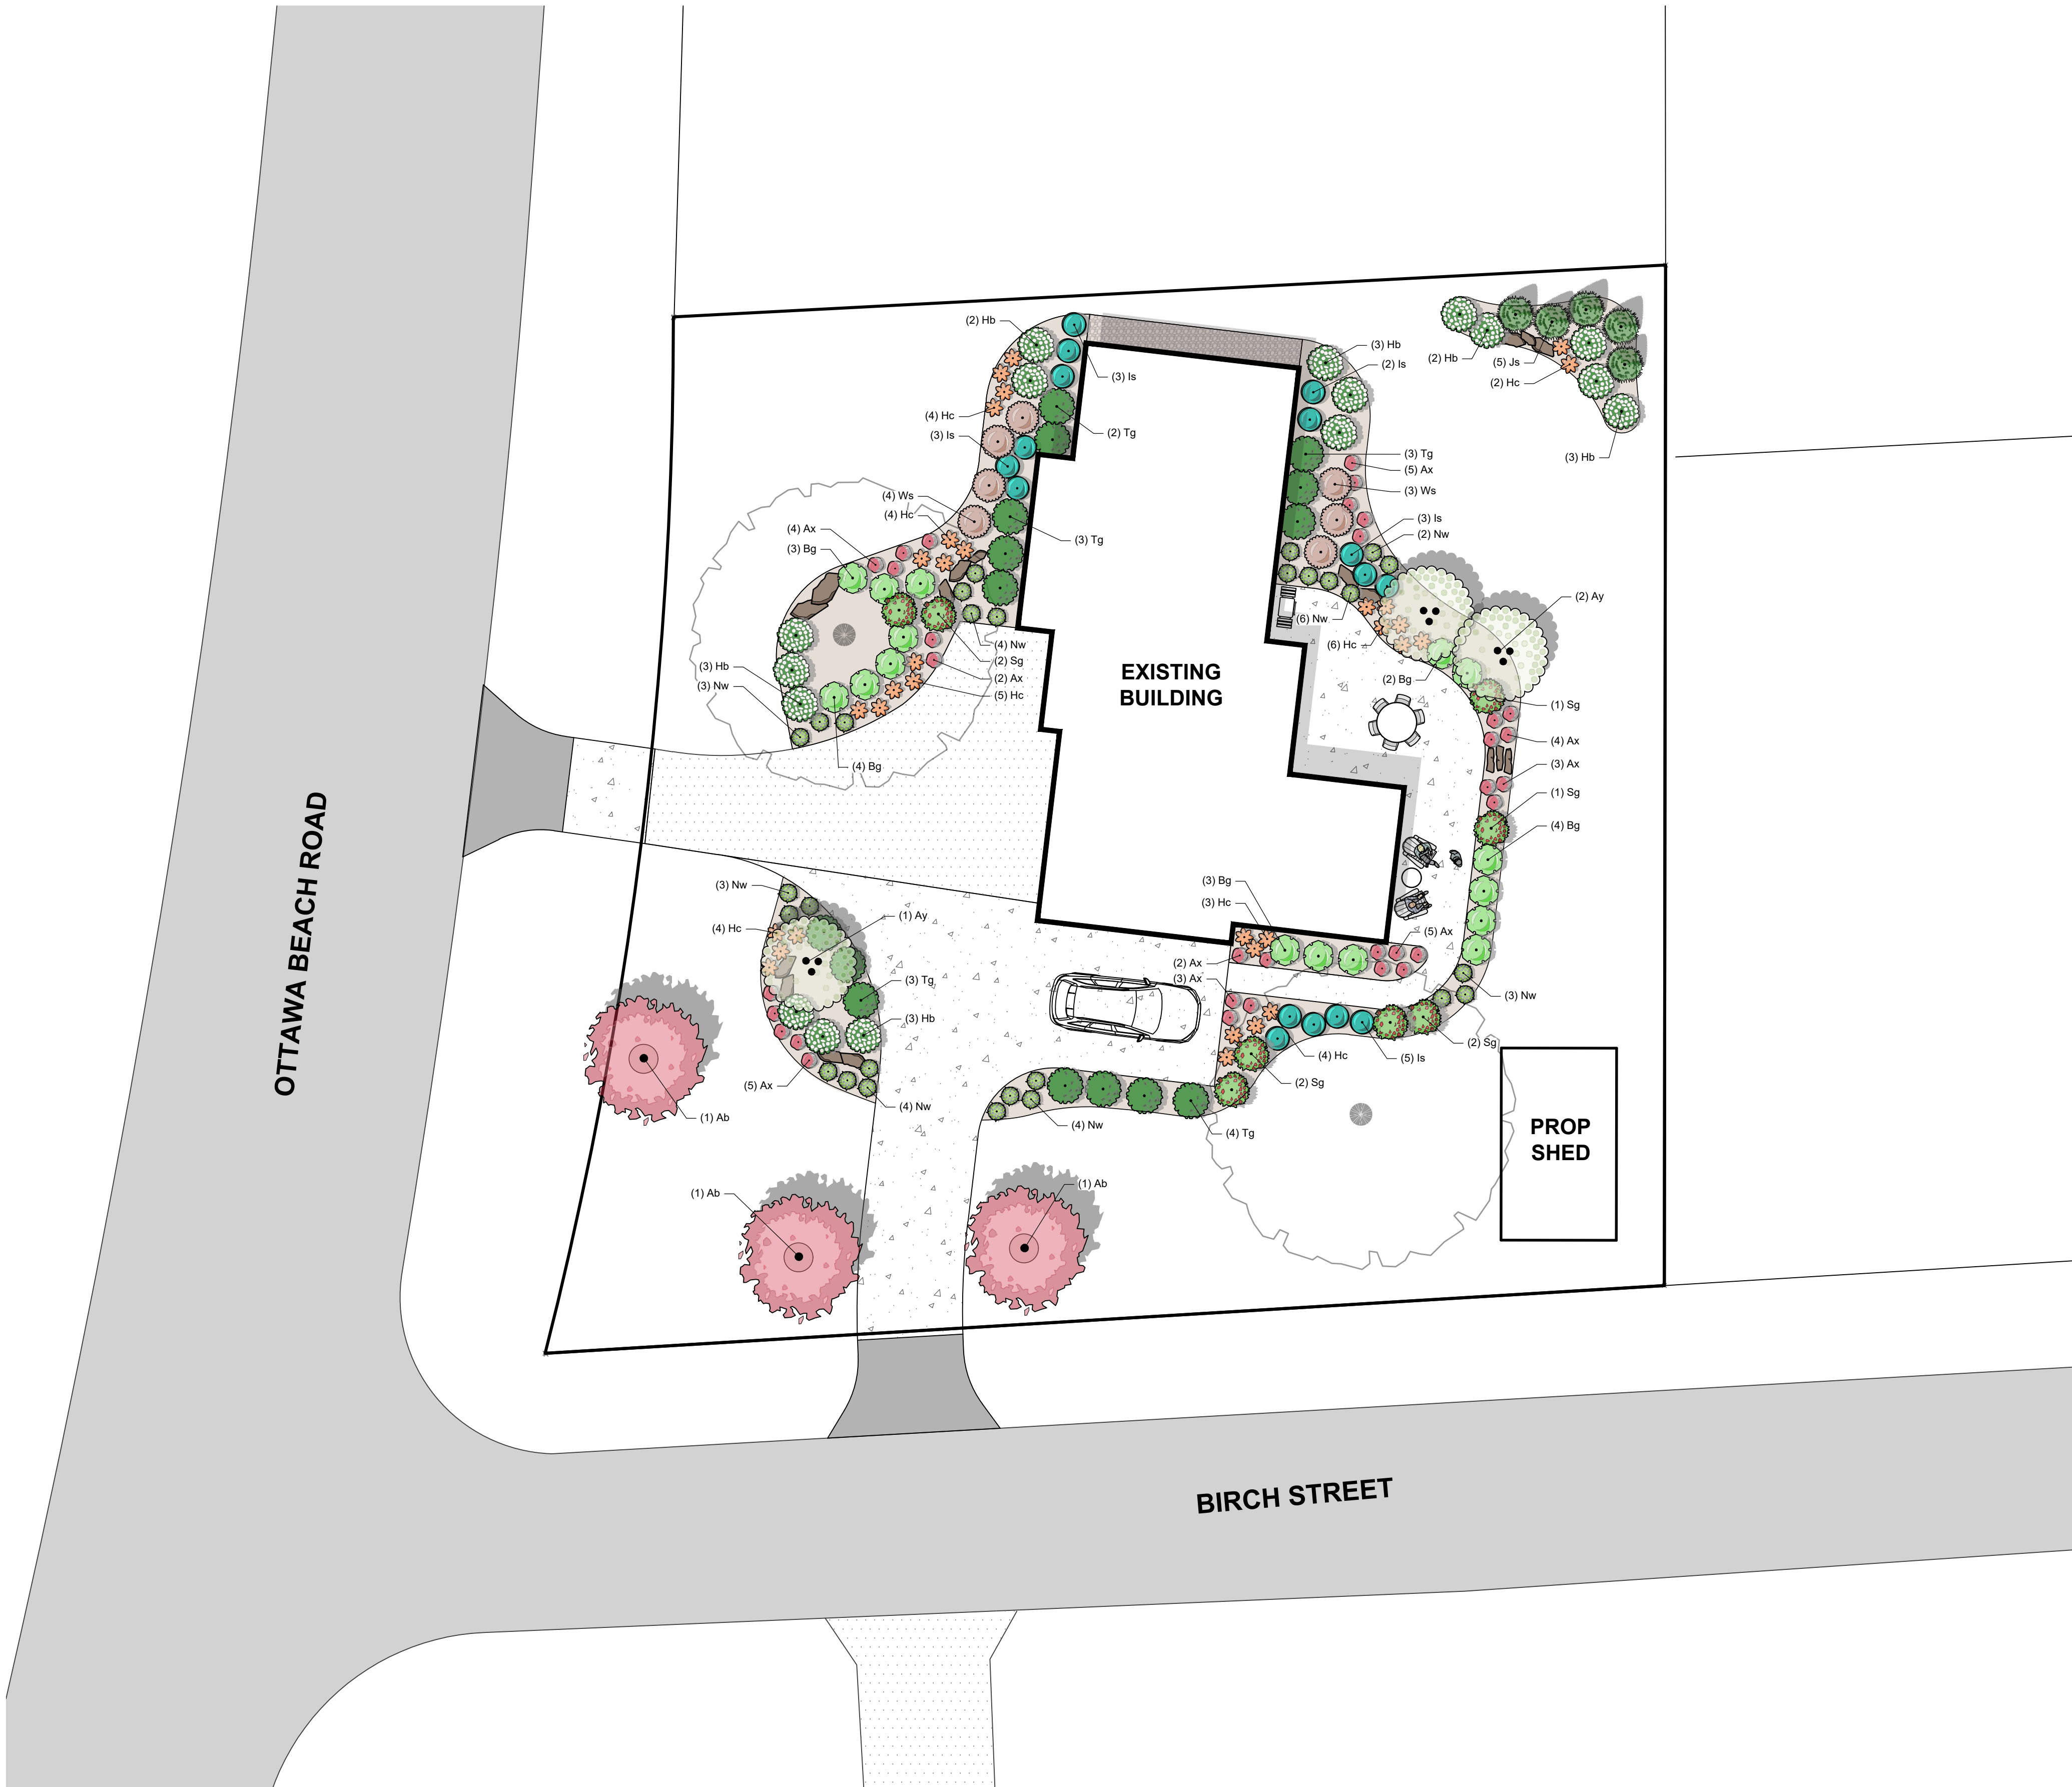 (2) Hb
(3) Is
(4) Hc
(3) Is
(2) Tg
(4) Ws
(4) Hc
(4) Ax
(3) Bg
(3) Tg
(3) Hb
(3) Nw
(4) Nw
(2) Sg
(2) Ax
(5) Hc
(4) Bg
(3) Hb
(2) Is
(2) Hb
(5) Js
(2) Hc
(3) Hb
(3) Tg
(5) Ax
(3) Ws
(3) Is
(2) Nw
(2) Ay
(6) Nw
(6) Hc
(2) Bg
EXISTING
BUILDING
(1) Sg
(4) Ax
(3) Ax
(1) Sg
(4) Bg
OTTAWA BEACH ROAD
(3) Nw
(4) Hc
(1) Ay
(3) Tg
(3) Hb
(5) Ax
(4) Nw
(1) Ab
(3) Bg
(3) Hc
(5) Ax
(2) Ax
(3) Ax
(3) Nw
(2) Sg
(4) Hc
(5) Is
(2) Sg
(4) Nw
(4) Tg
PROP
SHED
(1) Ab
(1) Ab
BIRCH STREET